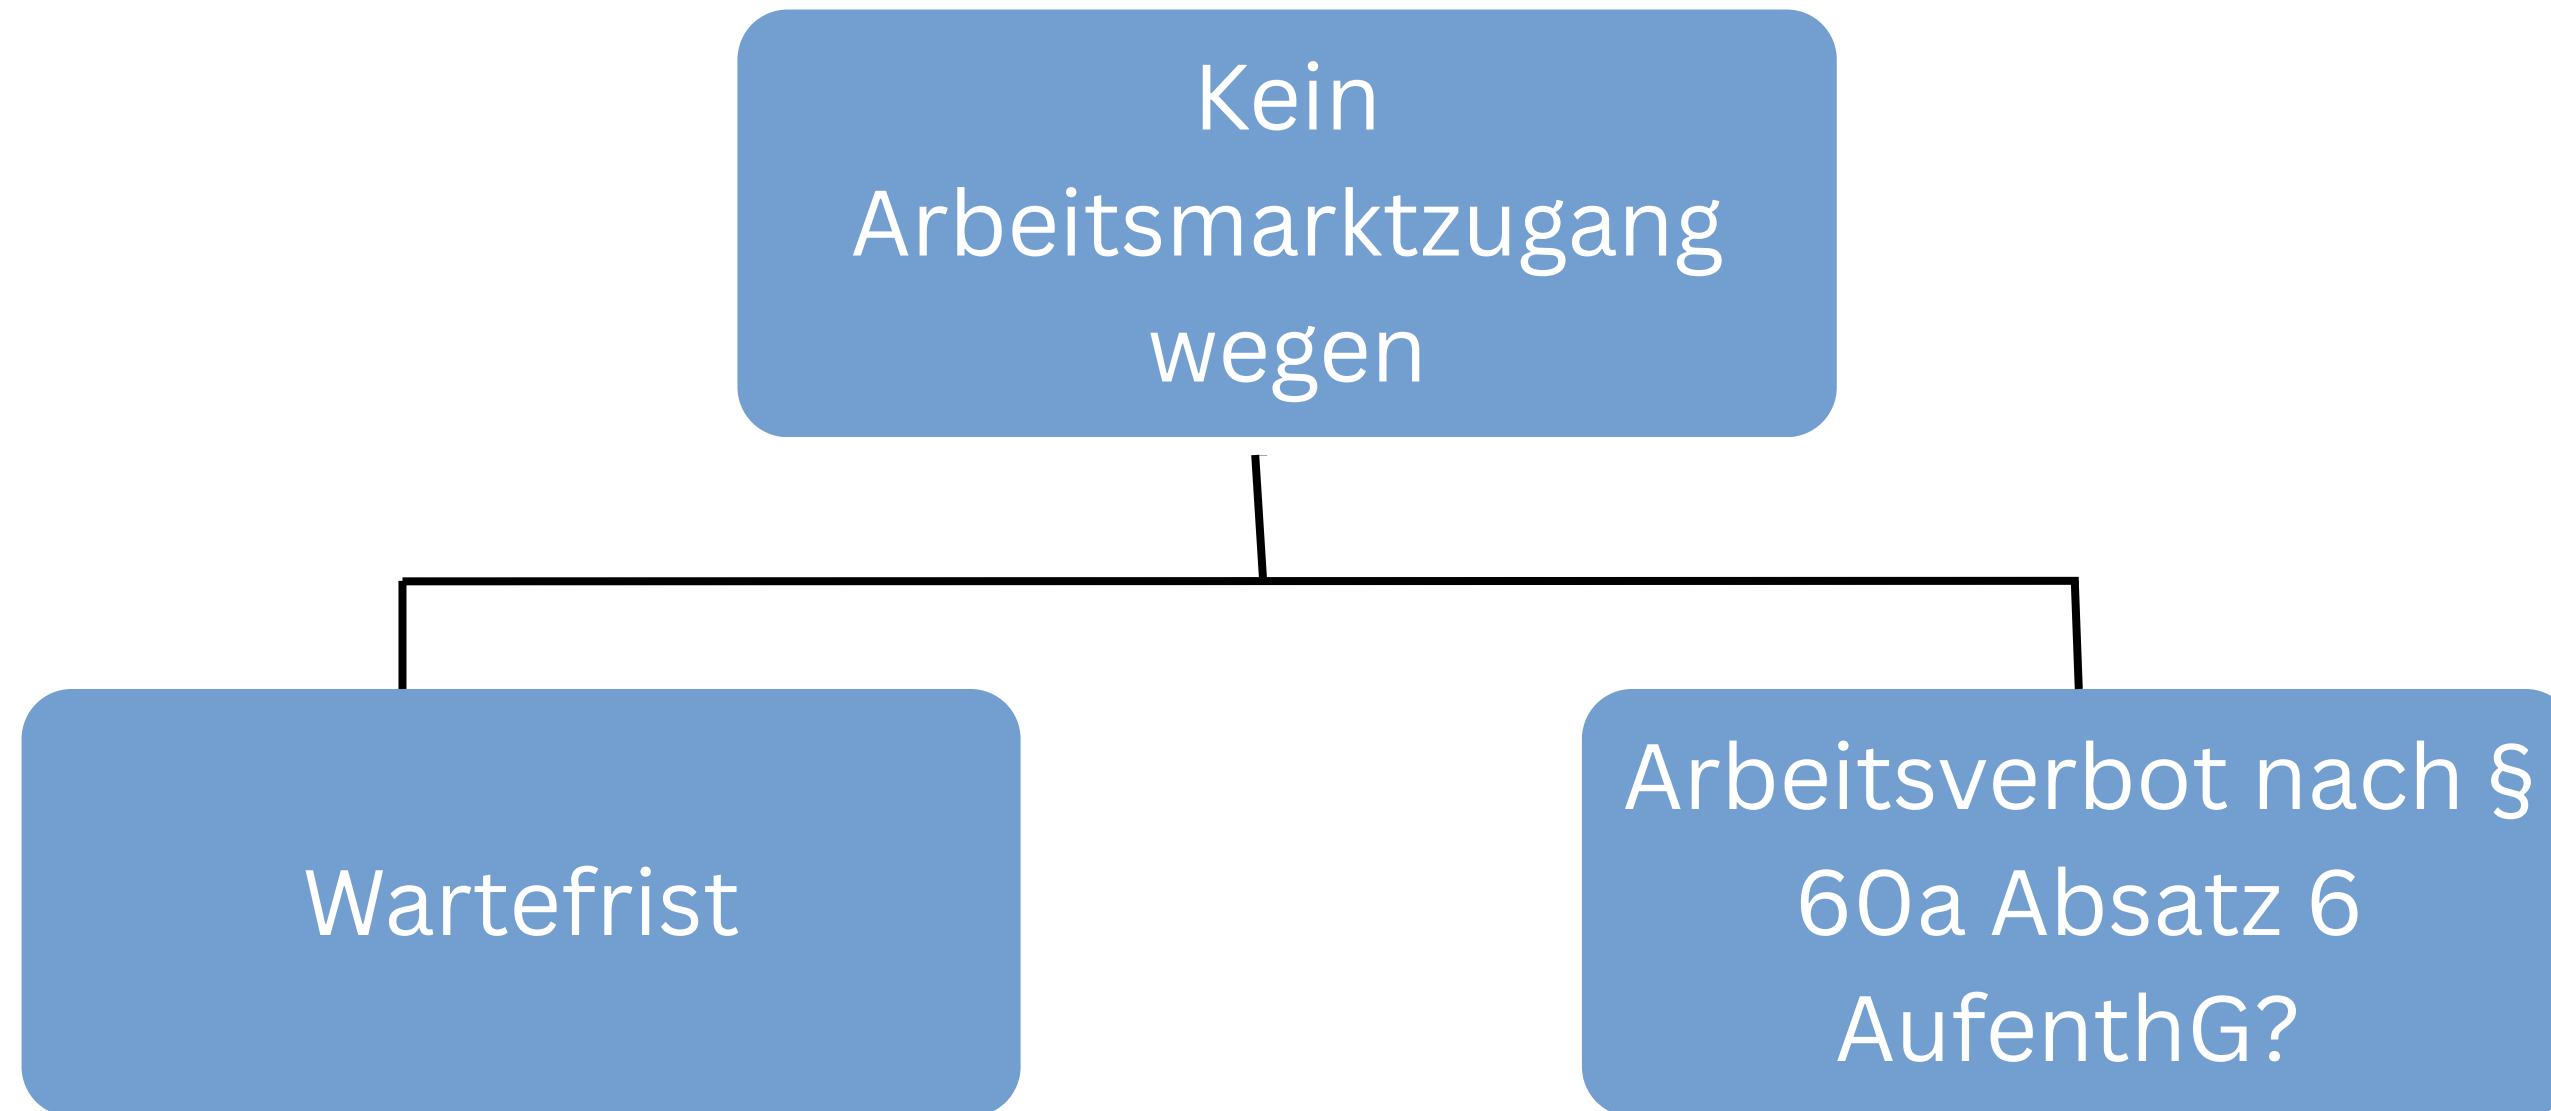 Kein
Arbeitsmarktzugang
wegen
Wartefrist
Arbeitsverbot nach §
60a Absatz 6
AufenthG?